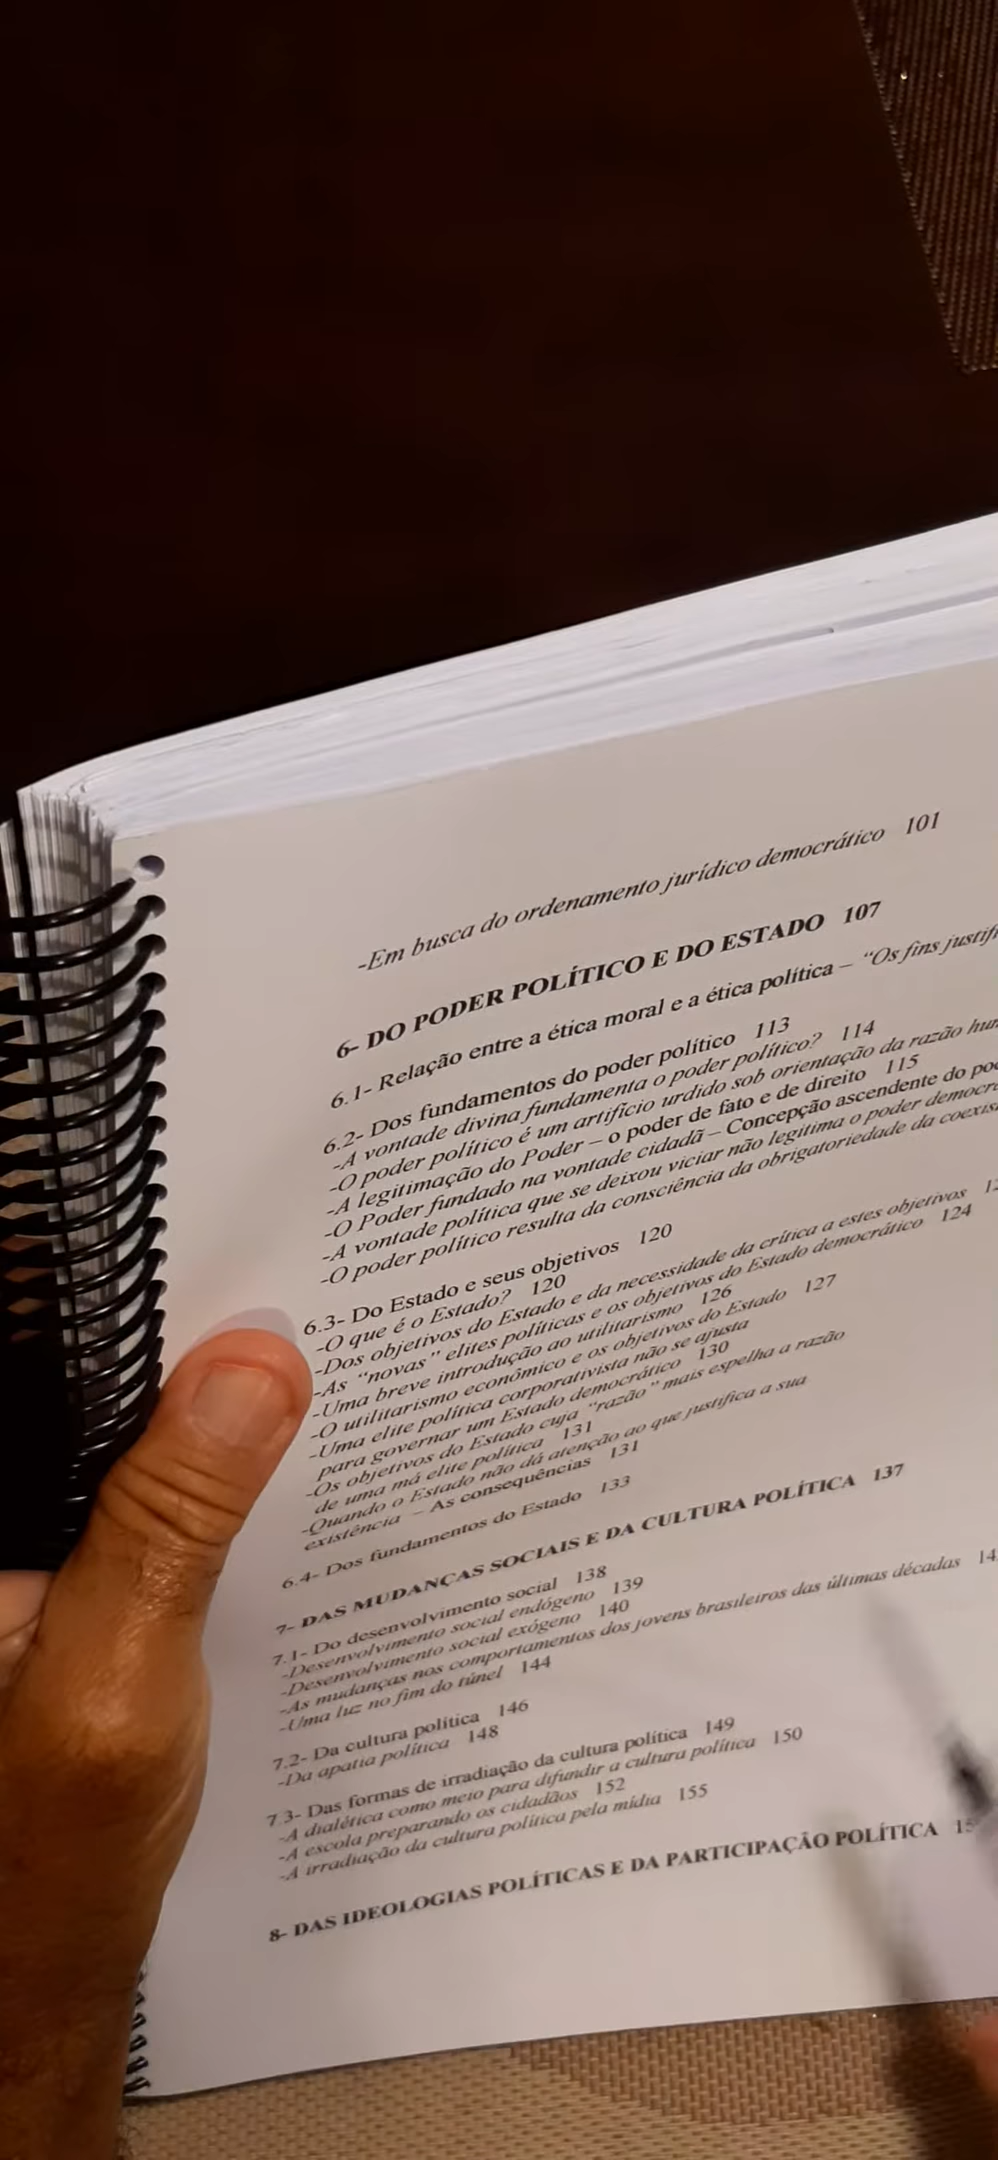 -Em busca do ordenamento jurídico democrático 101
6- DO PODER POLÍTICO E DO ESTADO 107
6.1- Relação entre a ética moral e a ética política – “Os fins
6.2- Dos fundamentos do poder político 113
-A vontade divina fundamenta o poder político? 114
-O poder político é um artifício urdido sob orientação da razão
-A legitimação do Poder – o poder de fato e de direito 115
-O Poder fundado na vontade cidadã – Concepção ascendente do
-A vontade política que se deixou viciar não legitima o poder
-O poder político resulta da consciência da obrigatoriedade da
6.3- Do Estado e seus objetivos 120
-O que é o Estado? 120
-Dos objetivos do Estado e da necessidade da crítica a estes objetivos
-As “novas” elites políticas e os objetivos do Estado democrático 124
-Uma breve introdução ao utilitarismo 126
-O utilitarismo econômico e os objetivos do Estado 127
-Uma elite política corporativista não se ajusta
para governar um Estado democrático 130
-Os objetivos do Estado cuja “razão” mais espelha a razão
de uma má elite política 131
-Quando o Estado não dá atenção ao que justifica a sua
existência – As consequências 131
6.4- Dos fundamentos do Estado 133
7- DAS MUDANÇAS SOCIAIS E DA CULTURA POLÍTICA 137
7.1- Do desenvolvimento social 138
-Desenvolvimento social endógeno 139
-Desenvolvimento social exógeno 140
-As mudanças nos comportamentos dos jovens brasileiros das últimas décadas
-Uma luz no fim do túnel 144
7.2- Da cultura política 146
-Da apatia política 148
7.3- Das formas de irradiação da cultura política 149
-A dialética como meio para difundir a cultura política 150
-A escola preparando os cidadãos 152
-A irradiação da cultura política pela mídia 155
8- DAS IDEOLOGIAS POLÍTICAS E DA PARTICIPAÇÃO POLÍTICA